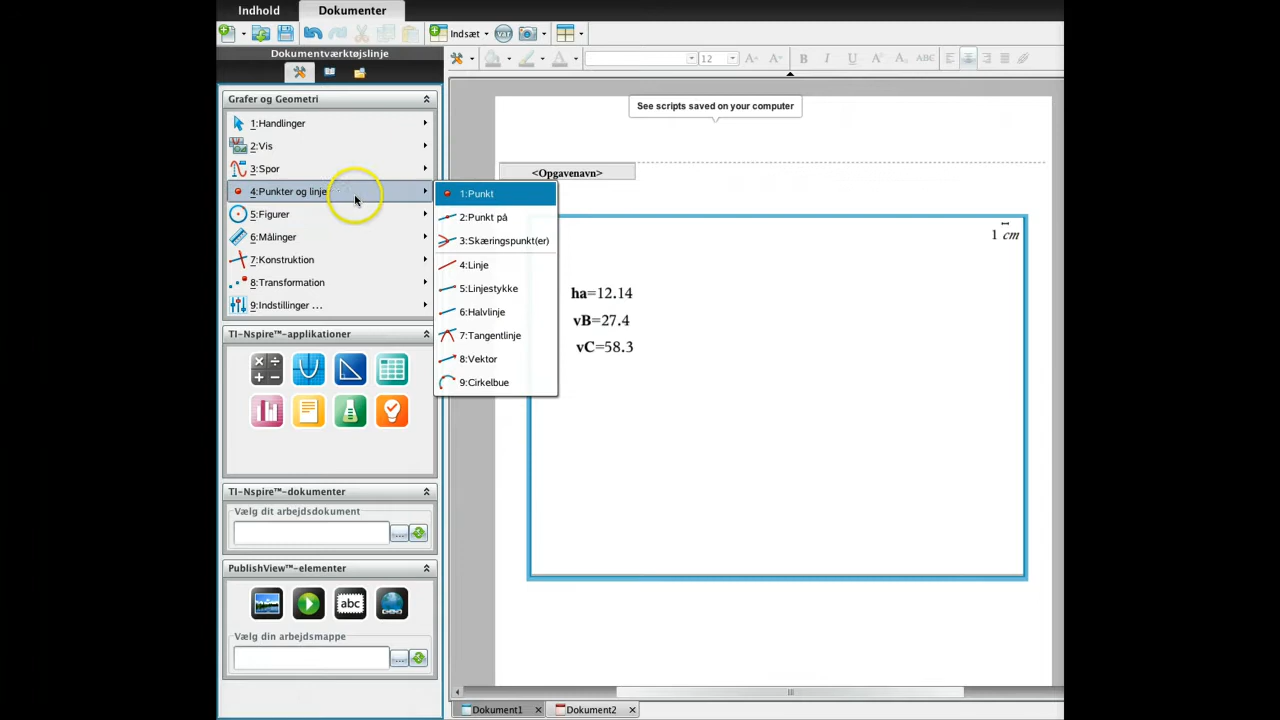 Indhold
Dokumenter
Indsæt
Dokumentværktøjslinje
12
Grafer og Geometri
1:Handlinger
2:Vis
3:Spor
4:Punkter og linje
5:Figurer
6:Målinger
7:Konstruktion
8:Transformation
9:Indstillinger ...
1:Punkt
2:Punkt på
3:Skæringspunkt(er)
4:Linje
5:Linjestykke
6:Halvlinje
7:Tangentlinje
8:Vektor
9:Cirkelbue
TI-Nspire™-applikationer
TI-Nspire™-dokumenter
Vælg dit arbejdsdokument
...
PublishView™-elementer
abc
Vælg din arbejdsmappe
...
See scripts saved on your computer
<Opgavenavn>
1 cm
ha=12.14
vB=27.4
vC=58.3
Dokument1
Dokument2